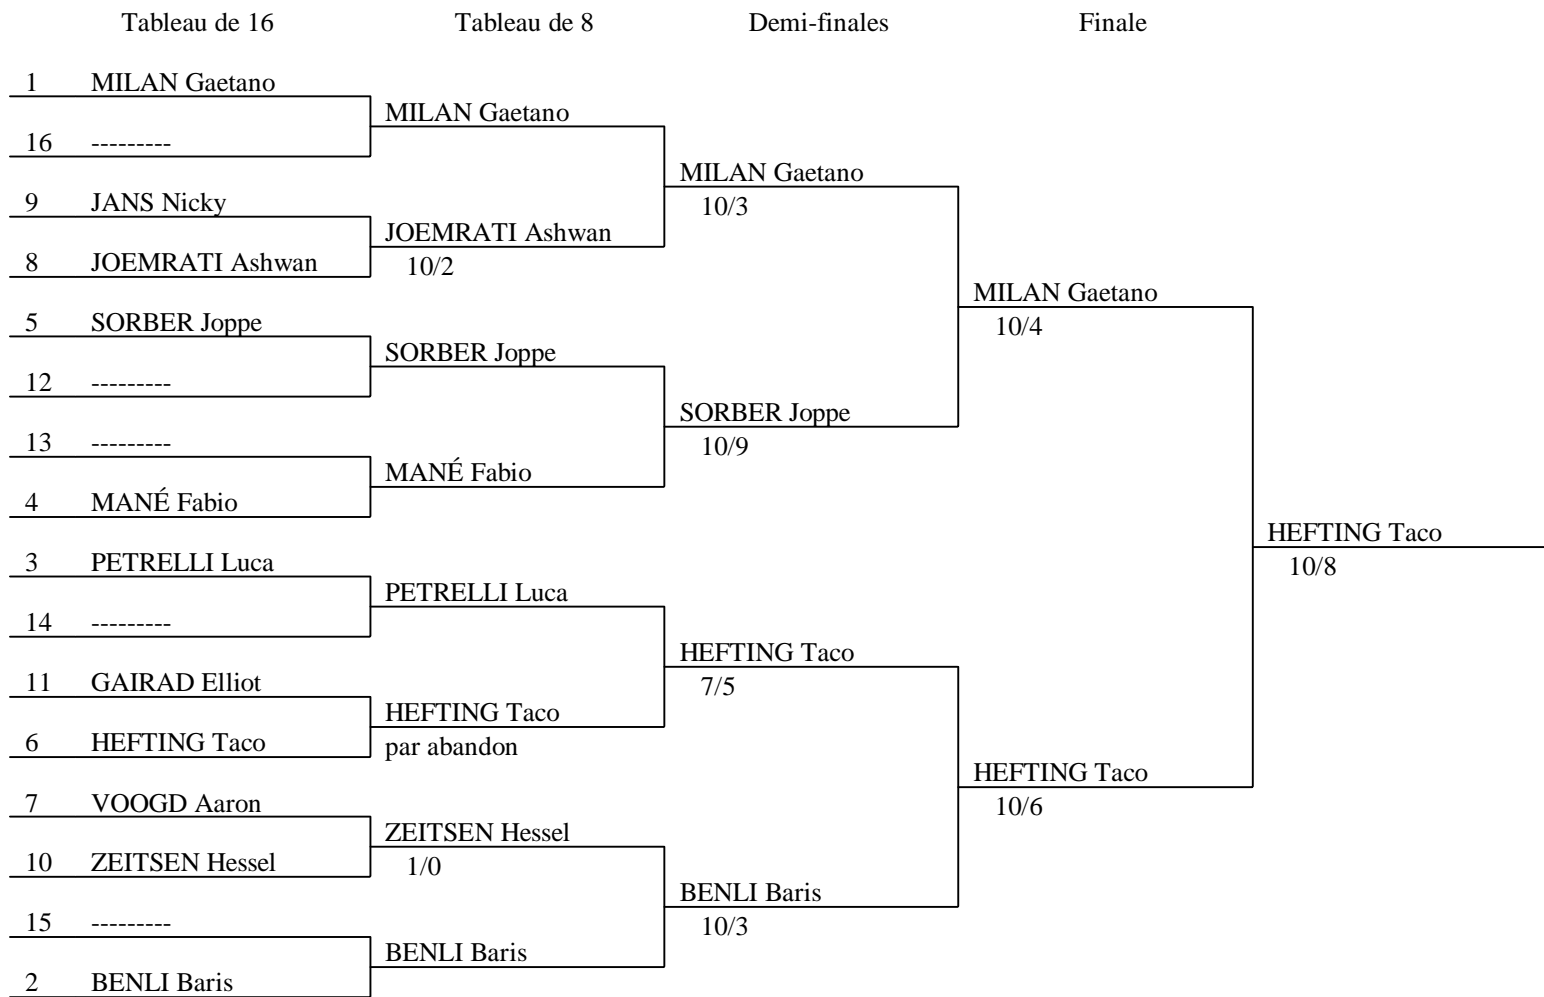 Tableau de 16 Tableau de 8 Demi-finales Finale
1 MILAN Gaetano
MILAN Gaetano
16 ---------
MILAN Gaetano
10/3
9 JANS Nicky
JOEMRATI Ashwan
10/2
8 JOEMRATI Ashwan
MILAN Gaetano
10/4
5 SORBER Joppe
SORBER Joppe
12 ---------
SORBER Joppe
10/9
13 ---------
MANÉ Fabio
4 MANÉ Fabio
HEFTING Taco
10/8
3 PETRELLI Luca
PETRELLI Luca
14 ---------
HEFTING Taco
7/5
11 GAIRAD Elliot
HEFTING Taco
par abandon
6 HEFTING Taco
HEFTING Taco
10/6
7 VOOGD Aaron
ZEITSEN Hessel
1/0
10 ZEITSEN Hessel
BENLI Baris
10/3
15 ---------
BENLI Baris
2 BENLI Baris